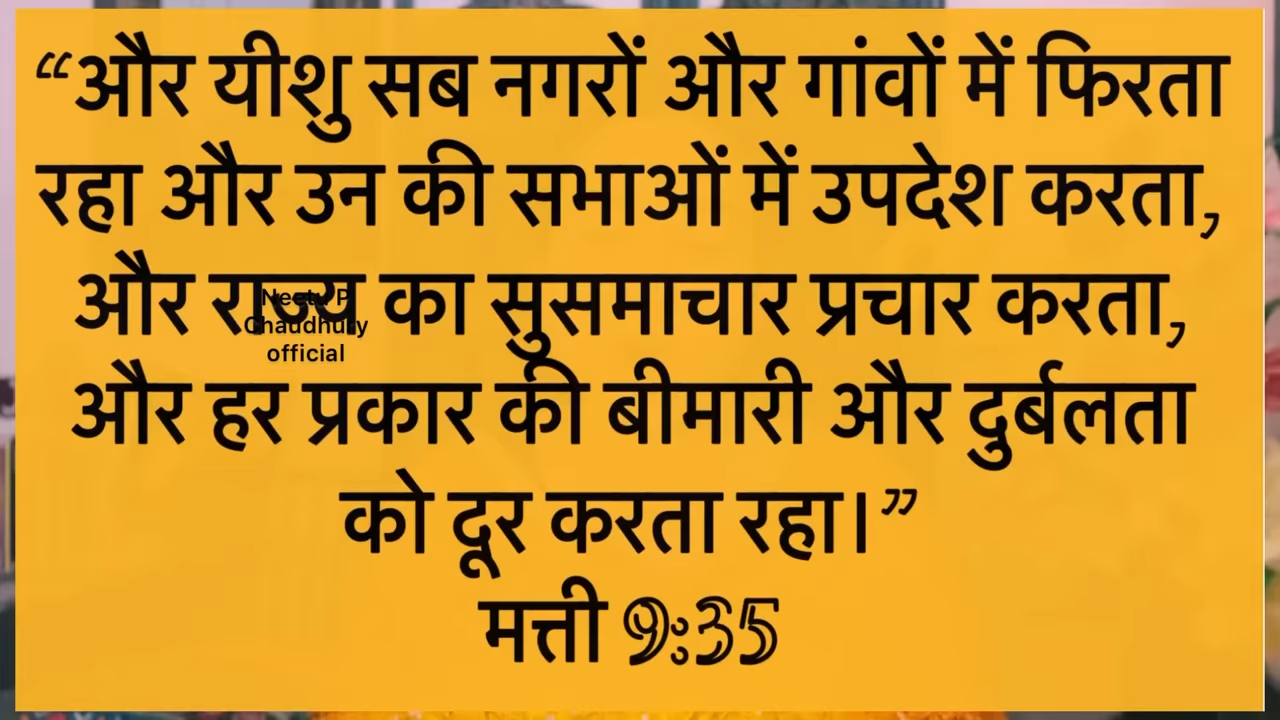 “और यीशु सब नगरों और गांवों में फिरता
रहा और उन की सभाओं में उपदेश करता,
और राज्य का सुसमाचार प्रचार करता,
Neetu P
Chaudhury
official
और हर प्रकार की बीमारी और दुर्बलता
को दूर करता रहा।”
मत्ती 9:35